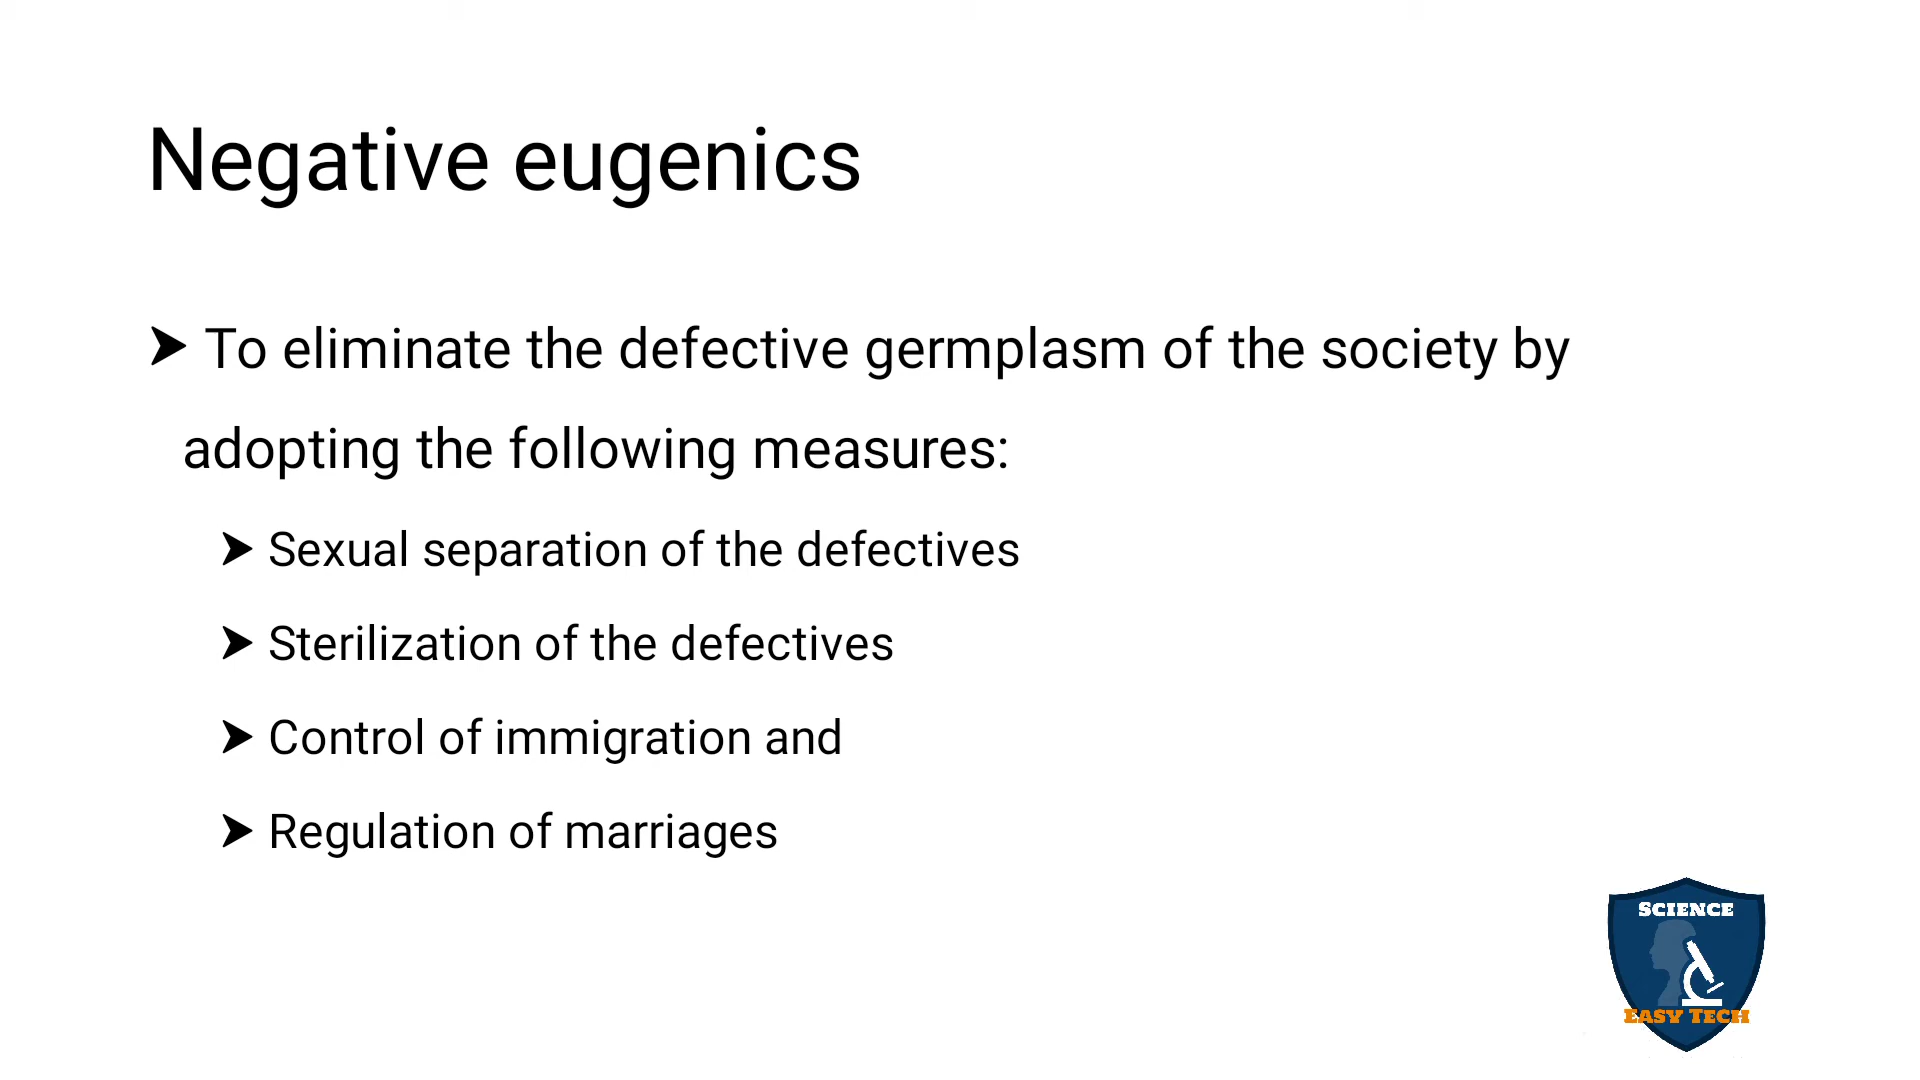 Negative eugenics
➤ To eliminate the defective germplasm of the society by
adopting the following measures:
➤ Sexual separation of the defectives
➤ Sterilization of the defectives
➤ Control of immigration and
➤ Regulation of marriages
SCIENCE
EASY TECH